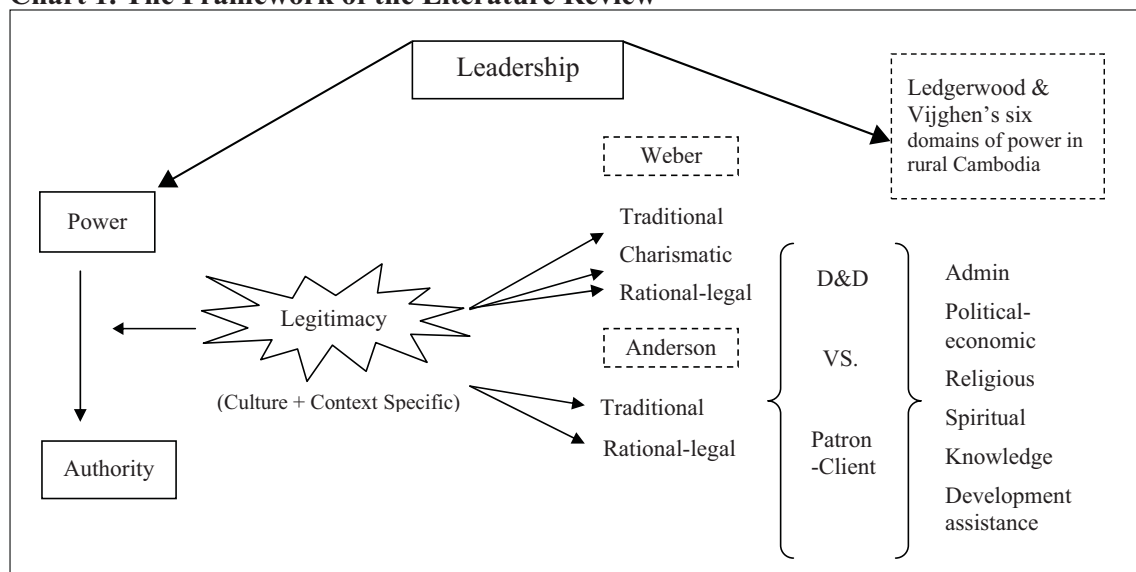 Chart 1: The Framework of the Literature Review
Leadership
Ledgerwood &
Vijghen's six
domains of power in
rural Cambodia
Power
Legitimacy
(Culture + Context Specific)
Authority
Weber
Traditional
Charismatic
Rational-legal
Anderson
Traditional
Rational-legal
D&D
VS.
Patron
-Client
Admin
Political-
economic
Religious
Spiritual
Knowledge
Development
assistance